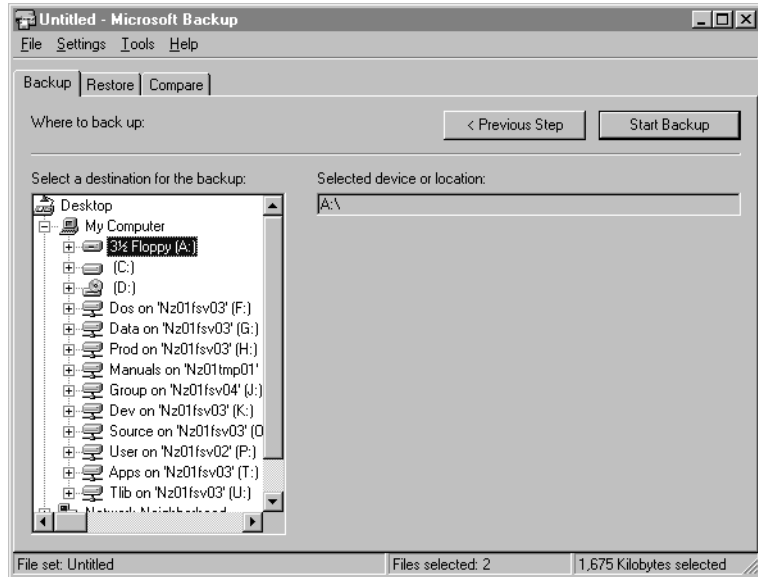 Untitled - Microsoft Backup
File Settings Tools Help
Backup Restore Compare
Where to back up:
< Previous Step
Start Backup
Select a destination for the backup:
Selected device or location:
Desktop
A:\
My Computer
3½ Floppy (A:)
(C:)
(D:)
Dos on 'Nz01fsv03' (F:)
Data on 'Nz01fsv03' (G:)
Prod on 'Nz01fsv03' (H:)
Manuals on 'Nz01tmp01'
Group on 'Nz01fsv04' (J:)
Dev on 'Nz01fsv03' (K:)
Source on 'Nz01fsv03' (O
User on 'Nz01fsv02' (P:)
Apps on 'Nz01fsv03' (T:)
Tlib on 'Nz01fsv03' (U:)
Network Neighborhood
File set: Untitled
Files selected: 2
1,675 Kilobytes selected